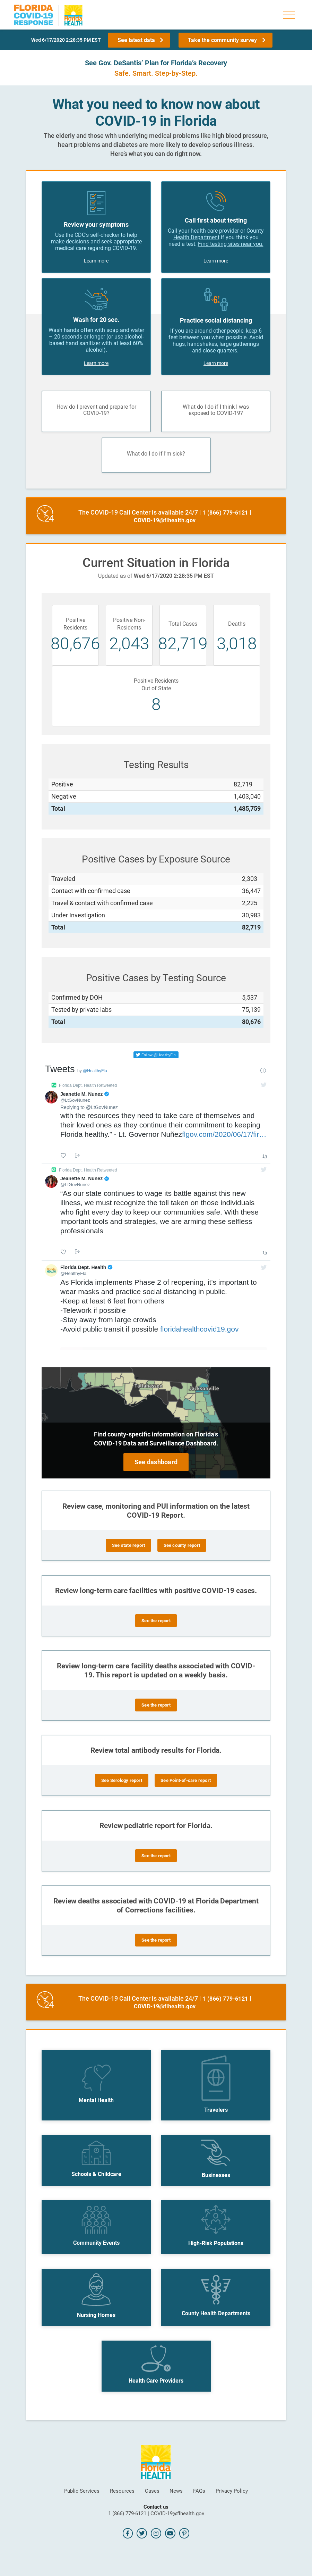 FLORIDA
COVID-19
RESPONSE
Florida
HEALTH
Wed 6/17/2020 2:28:35 PM EST
See latest data
Take the community survey
See Gov. DeSantis' Plan for Florida's Recovery
Safe. Smart. Step-by-Step.
What you need to know now about
COVID-19 in Florida
The elderly and those with underlying medical problems like high blood pressure,
heart problems and diabetes are more likely to develop serious illness.
Here's what you can do right now.
Review your symptoms
Use the CDC's self-checker to help
make decisions and seek appropriate
medical care regarding COVID-19.
Learn more
Call first about testing
Call your health care provider or County
Health Department if you think you
need a test. Find testing sites near you.
Learn more
Wash for 20 sec.
Wash hands often with soap and water
– 20 seconds or longer (or use alcohol-
based hand sanitizer with at least 60%
alcohol).
Learn more
6'
Practice social distancing
If you are around other people, keep 6
feet between you when possible. Avoid
hugs, handshakes, large gatherings
and close quarters.
Learn more
How do I prevent and prepare for
COVID-19?
What do I do if I think I was
exposed to COVID-19?
What do I do if I'm sick?
24
The COVID-19 Call Center is available 24/7 | 1 (866) 779-6121 |
COVID-19@flhealth.gov
Current Situation in Florida
Updated as of Wed 6/17/2020 2:28:35 PM EST
Positive
Residents
80,676
Positive Non-
Residents
2,043
Total Cases
82,719
Deaths
3,018
Positive Residents
Out of State
8
Testing Results
Positive 82,719
Negative 1,403,040
Total 1,485,759
Positive Cases by Exposure Source
Traveled 2,303
Contact with confirmed case 36,447
Travel & contact with confirmed case 2,225
Under Investigation 30,983
Total 82,719
Positive Cases by Testing Source
Confirmed by DOH 5,537
Tested by private labs 75,139
Total 80,676
Follow @HealthyFla
Tweets by @HealthyFla
Florida Dept. Health Retweeted
Jeanette M. Nunez
@LtGovNunez
Replying to @LtGovNunez
with the resources they need to take care of themselves and
their loved ones as they continue their commitment to keeping
Florida healthy." - Lt. Governor Nuñezflgov.com/2020/06/17/fir…
Florida Dept. Health Retweeted
Jeanette M. Nunez
@LtGovNunez
"As our state continues to wage its battle against this new
illness, we must recognize the toll taken on those individuals
who fight every day to keep our communities safe. With these
tips and wellness strategies, we are arming these selfless
professionals
Florida Dept. Health
@HealthyFla
As Florida implements Phase 2 of reopening, it's important to
wear masks and practice social distancing in public.
-Keep at least 6 feet from others
-Telework if possible
-Stay away from large crowds
-Avoid public transit if possible floridahealthcovid19.gov
Tallahassee
Jacksonville
Find county-specific information on Florida's
COVID-19 Data and Surveillance Dashboard.
See dashboard
Review case, monitoring and PUI information on the latest
COVID-19 Report.
See state report
See county report
Review long-term care facilities with positive COVID-19 cases.
See the report
Review long-term care facility deaths associated with COVID-
19. This report is updated on a weekly basis.
See the report
Review total antibody results for Florida.
See Serology report
See Point-of-care report
Review pediatric report for Florida.
See the report
Review deaths associated with COVID-19 at Florida Department
of Corrections facilities.
See the report
24
The COVID-19 Call Center is available 24/7 | 1 (866) 779-6121 |
COVID-19@flhealth.gov
Mental Health
Travelers
Schools & Childcare
Businesses
Community Events
High-Risk Populations
Nursing Homes
County Health Departments
Health Care Providers
Florida
HEALTH
Public Services Resources Cases News FAQs Privacy Policy
Contact us
1 (866) 779-6121 | COVID-19@flhealth.gov